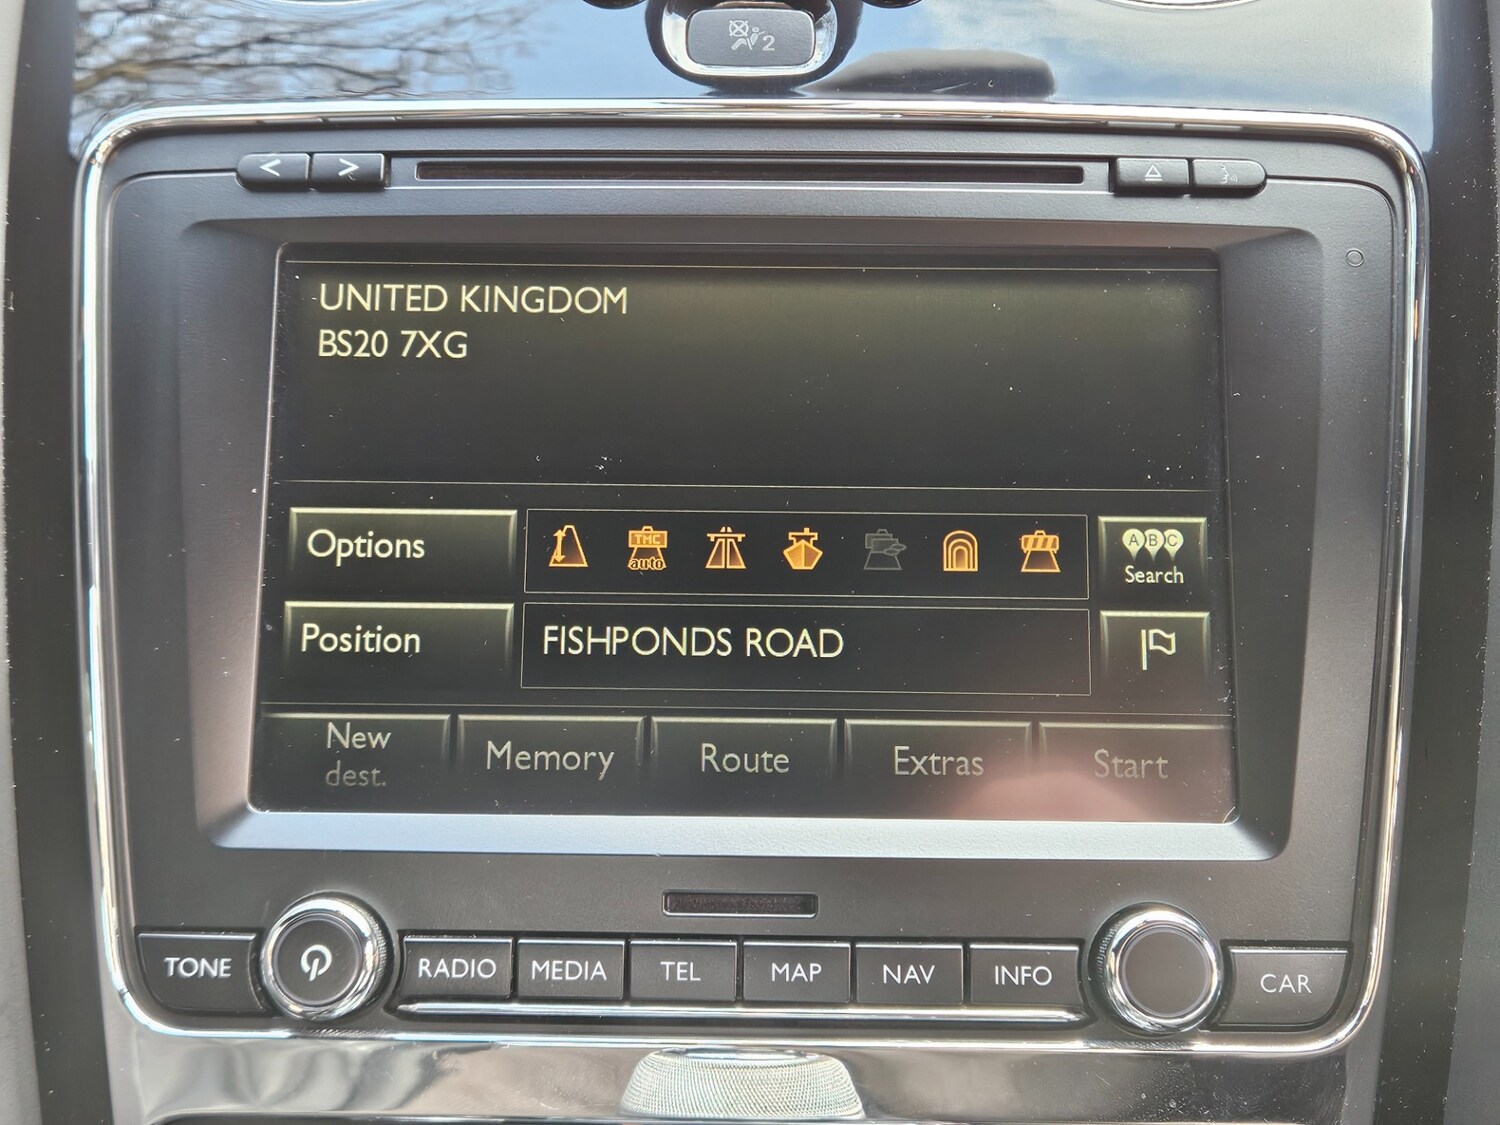 2
< >
UNITED KINGDOM
BS20 7XG
Options
TMC
auto
A B C
Search
Position
FISHPONDS ROAD
New
dest.
Memory
Route
Extras
Start
TONE
RADIO
MEDIA
TEL
MAP
NAV
INFO
CAR